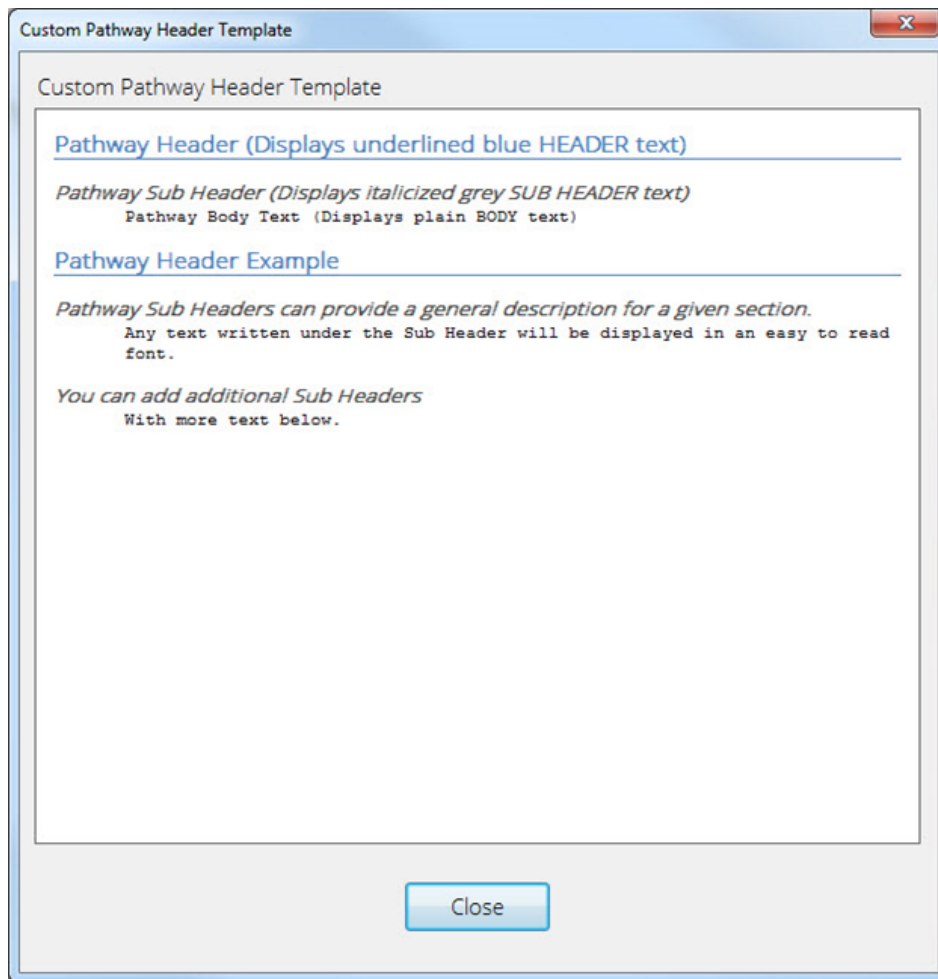 Custom Pathway Header Template
Custom Pathway Header Template
Pathway Header (Displays underlined blue HEADER text)
Pathway Sub Header (Displays italicized grey SUB HEADER text)
Pathway Body Text (Displays plain BODY text)
Pathway Header Example
Pathway Sub Headers can provide a general description for a given section.
Any text written under the Sub Header will be displayed in an easy to read
font.
You can add additional Sub Headers
With more text below.
Close